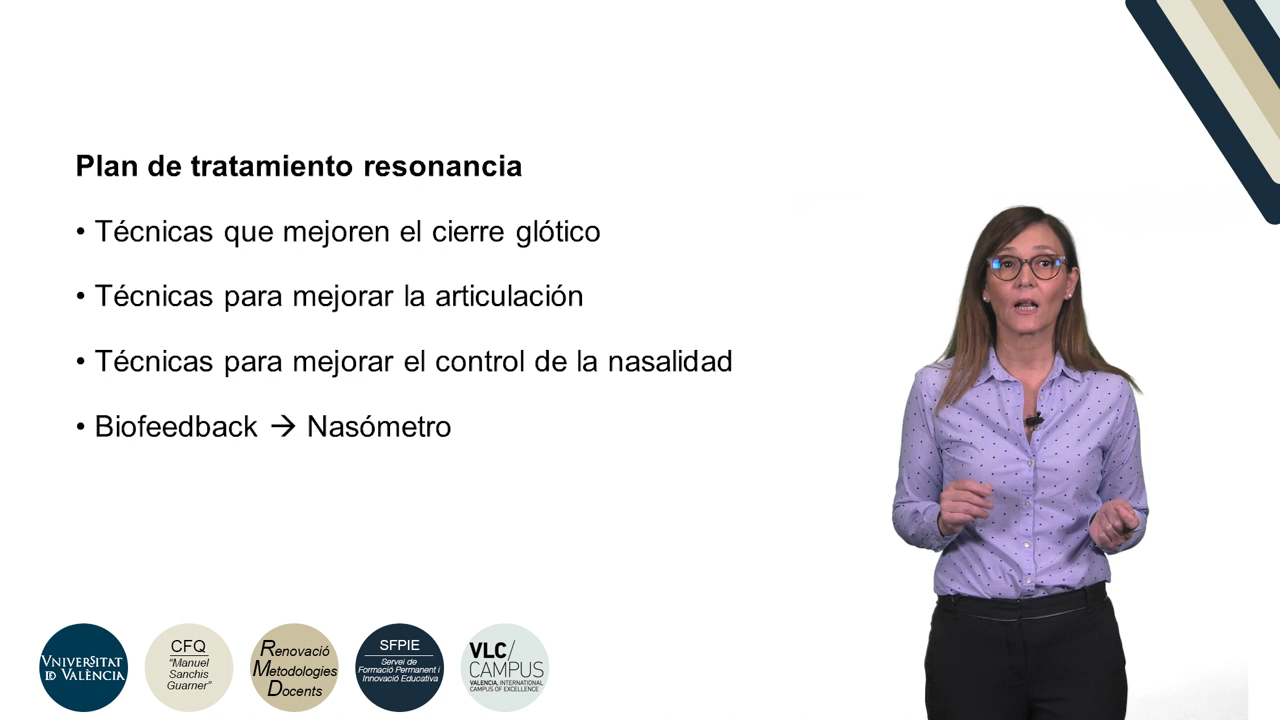 Plan de tratamiento resonancia
• Técnicas que mejoren el cierre glótico
• Técnicas para mejorar la articulación
• Técnicas para mejorar el control de la nasalidad
• Biofeedback → Nasómetro
VNIVERSITAT
ID VALÈNCIA
CFQ
"Manuel
Sanchis
Guarner"
Renovació
Metodologies
Docents
SFPIE
Servei de
Formació Permanent i
Innovació Educativa
VLC/
CAMPUS
VALENCIA, INTERNATIONAL
CAMPUS OF EXCELLENCE